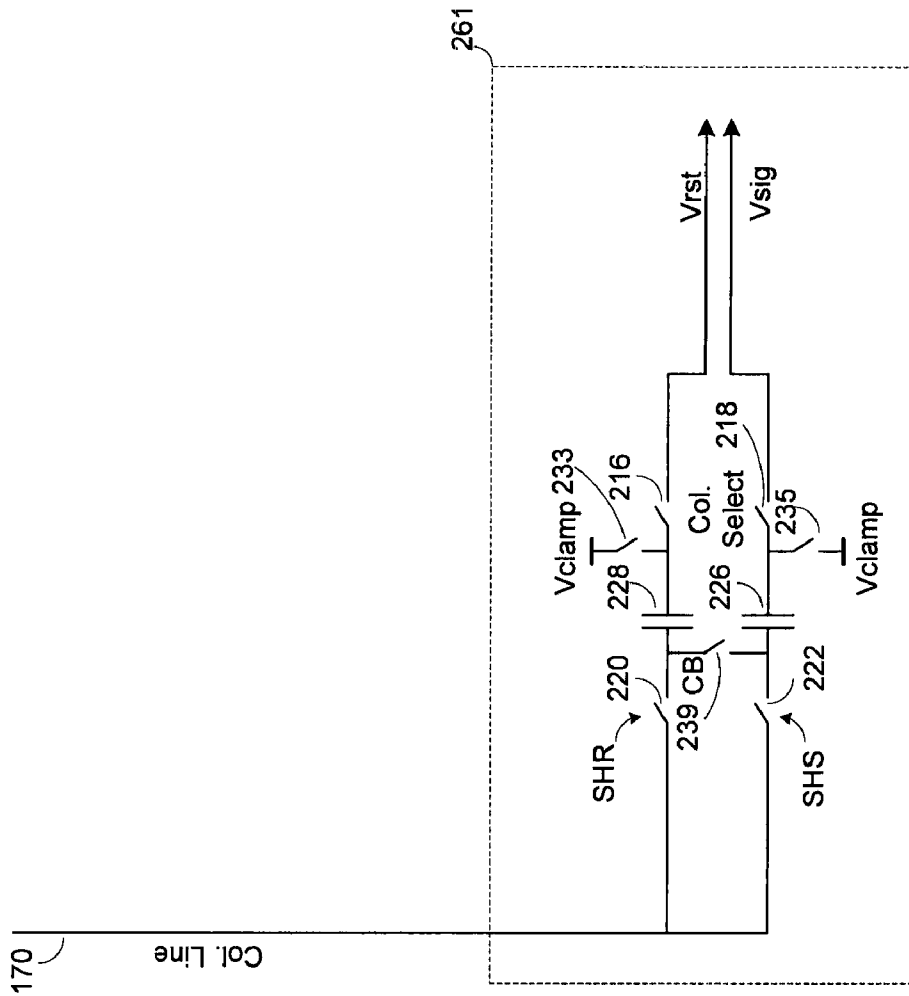 261
170
Col. Line
Vrst
Vsig
Vclamp 233
216
228
Col.
Select
218
235
226
Vclamp
220
SHR
CB
239
222
SHS